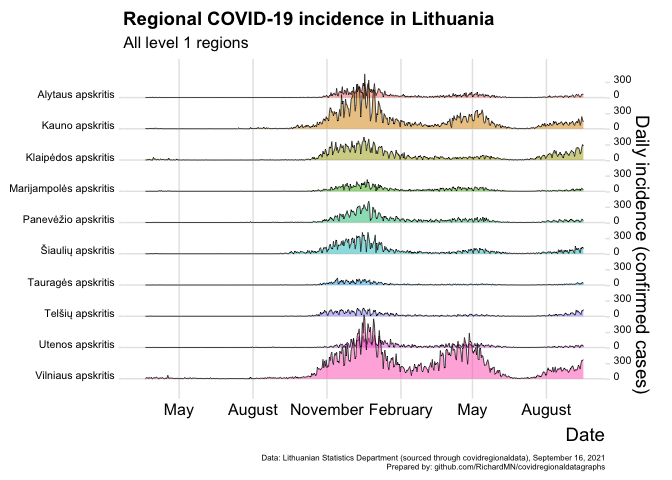 Regional COVID-19 incidence in Lithuania
All level 1 regions
Alytaus apskritis
Kauno apskritis
Klaipėdos apskritis
Marijampolės apskritis
Panevėžio apskritis
Šiaulių apskritis
Tauragės apskritis
Telšių apskritis
Utenos apskritis
Vilniaus apskritis
300
0
300
0
300
0
300
0
300
0
300
0
300
0
300
0
300
0
300
0
Daily incidence (confirmed cases)
May August November February May August
Date
Data: Lithuanian Statistics Department (sourced through covidregionaldata), September 16, 2021
Prepared by: github.com/RichardMN/covidregionaldatagraphs